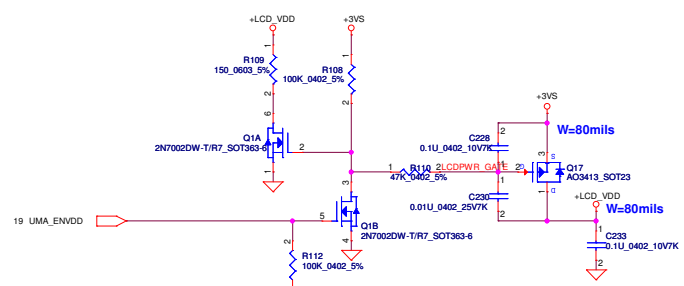 +LCD_VDD
+3VS
1
R109
150_0603_5%
2
1
R108
100K_0402_5%
2
6
Q1A
2N7002DW-T/R7_SOT363-6
2
1
+3VS
W=80mils
2
C228
0.1U_0402_10V7K
1
1
R110
47K_0402_5%
2
LCDPWR_GATE
2
G
3
S
Q17
AO3413_SOT23
D
1
1
C230
0.01U_0402_25V7K
2
+LCD_VDD
W=80mils
1
C233
0.1U_0402_10V7K
2
3
19 UMA_ENVDD
5
Q1B
2N7002DW-T/R7_SOT363-6
4
2
R112
100K_0402_5%